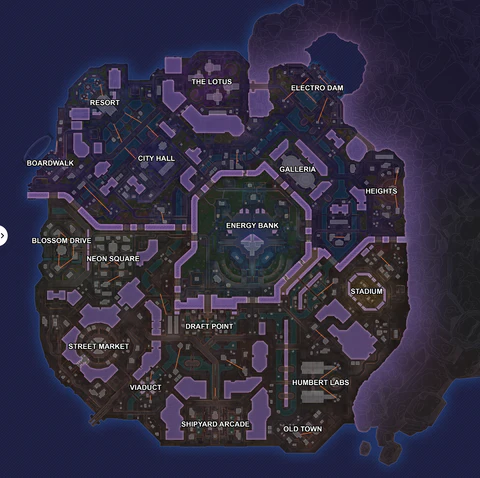 THE LOTUS
ELECTRO DAM
RESORT
CITY HALL
BOARDWALK
GALLERIA
HEIGHTS
ENERGY BANK
BLOSSOM DRIVE
NEON SQUARE
STADIUM
DRAFT POINT
STREET MARKET
HUMBERT LABS
VIADUCT
SHIPYARD ARCADE
OLD TOWN